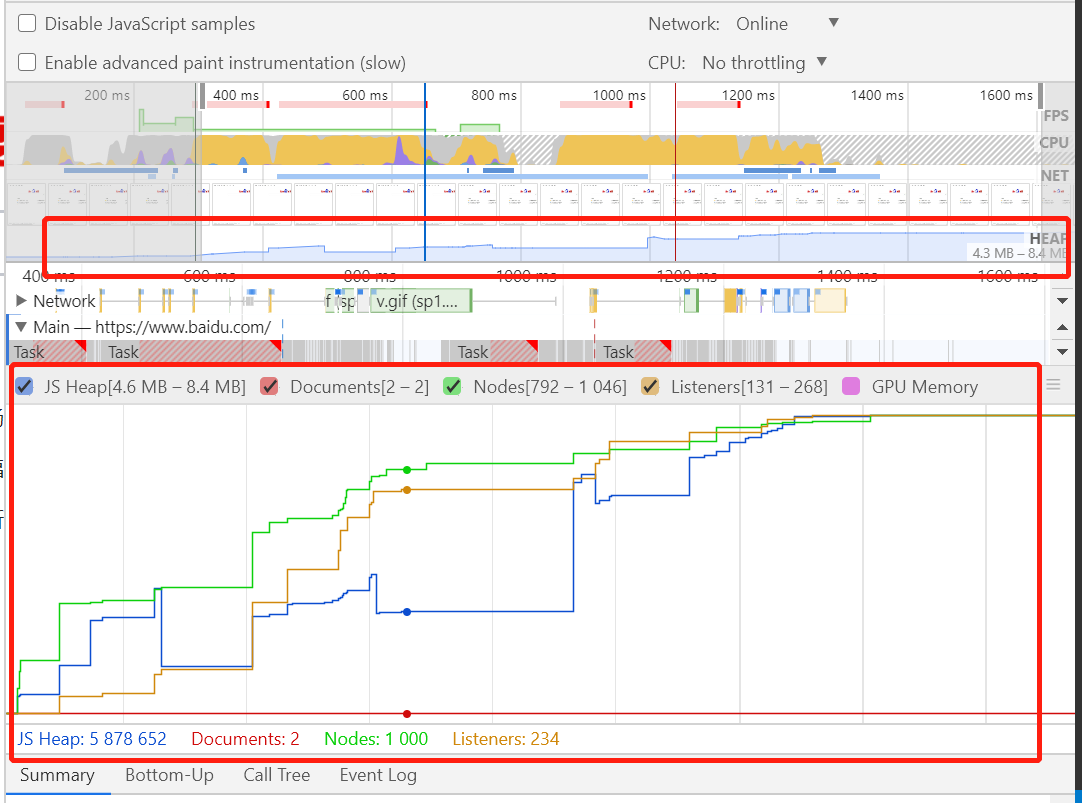 Disable JavaScript samples Network: Online
Enable advanced paint instrumentation (slow) CPU: No throttling
200 ms 400 ms 600 ms 800 ms 1000 ms 1200 ms 1400 ms 1600 ms
FPS
CPU
NET
HEAP
4.3 MB – 8.4 MB
400 ms 600 ms 800 ms 1000 ms 1200 ms 1400 ms 1600 ms
Network f (sp v.gif (sp1....
Main — https://www.baidu.com/
Task Task Task Task
JS Heap[4.6 MB – 8.4 MB] Documents[2 – 2] Nodes[792 – 1 046] Listeners[131 – 268] GPU Memory
JS Heap: 5 878 652 Documents: 2 Nodes: 1 000 Listeners: 234
Summary Bottom-Up Call Tree Event Log